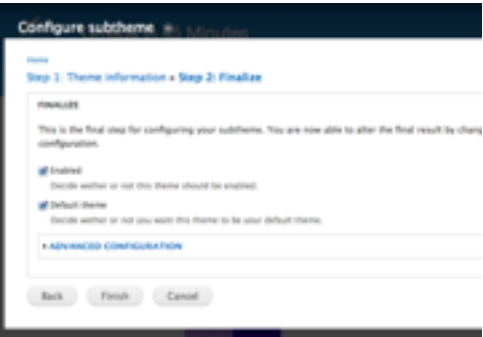 Configure subtheme
Minutes
Home
Step 1: Theme information » Step 2: Finalize
FINALIZE
This is the final step for configuring your subtheme. You are now able to alter the final result by chang
configuration.
Enabled
Decide wether or not this theme should be enabled.
Default theme
Decide wether or not you want this theme to be your default theme.
ADVANCED CONFIGURATION
Back Finish Cancel